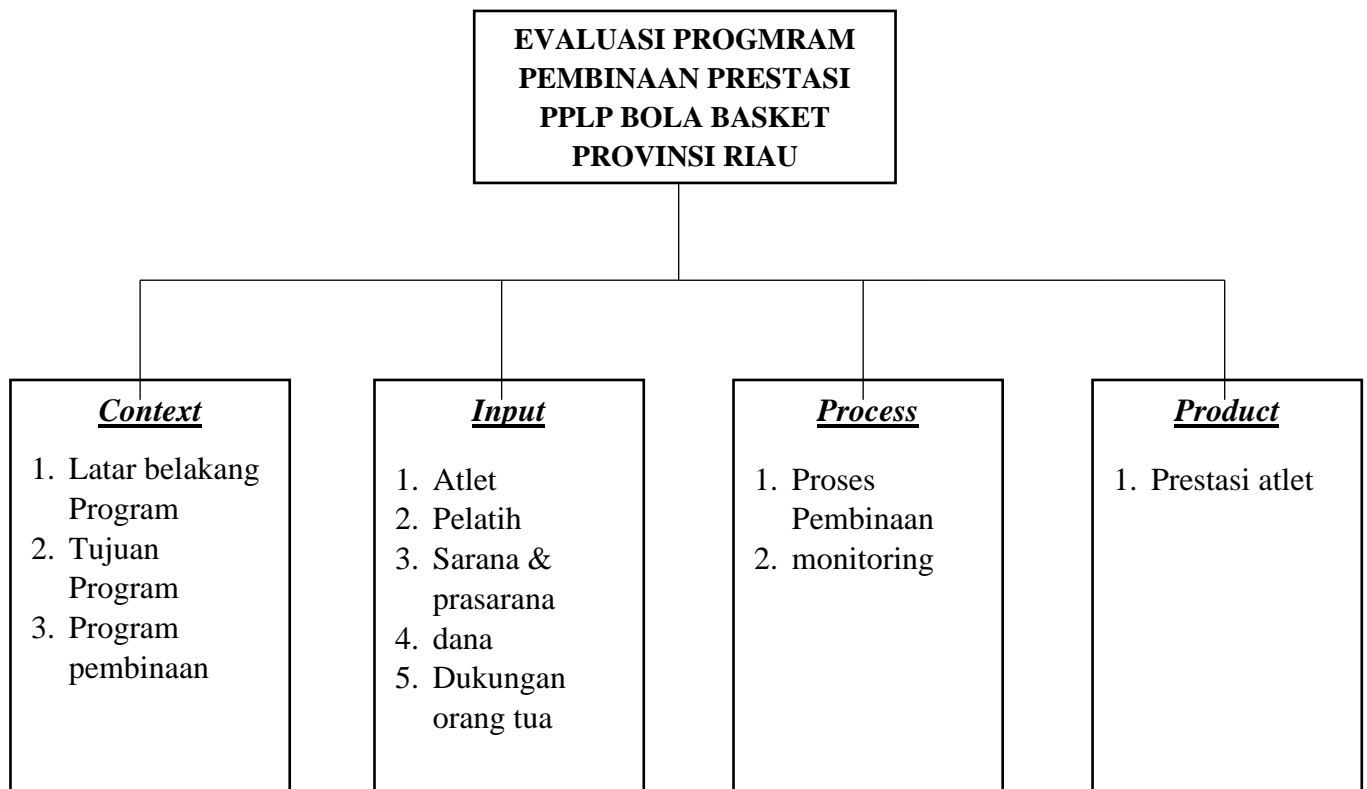 EVALUASI PROGMRAM
PEMBINAAN PRESTASI
PPLP BOLA BASKET
PROVINSI RIAU
Context
1. Latar belakang
Program
2. Tujuan
Program
3. Program
pembinaan
Input
1. Atlet
2. Pelatih
3. Sarana &
prasarana
4. dana
5. Dukungan
orang tua
Process
1. Proses
Pembinaan
2. monitoring
Product
1. Prestasi atlet